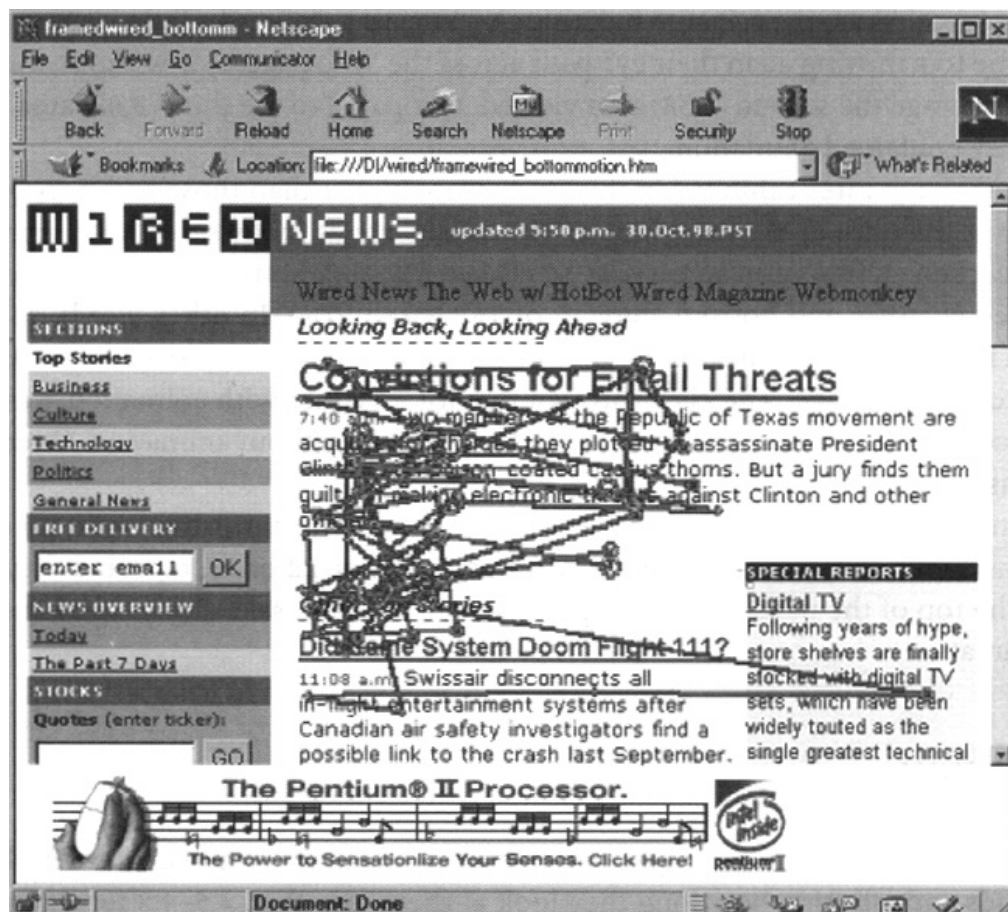 framedwired_bottomm - Netscape
File Edit View Go Communicator Help
Back Forward Reload Home Search Netscape Print Security Stop
N
Bookmarks Location: file:///D|/wired/framewired_bottommotion.htm What's Related
W1RED NEWS updated 5:50 p.m. 30.Oct.98.PST
Wired News The Web w/ HotBot Wired Magazine Webmonkey
SECTIONS
Top Stories
Business
Culture
Technology
Politics
General News
FREE DELIVERY
enter email OK
NEWS OVERVIEW
Today
The Past 7 Days
STOCKS
Quotes (enter ticker):
GO
Looking Back, Looking Ahead
Convictions for Email Threats
7:40 Two members of the Republic of Texas movement are
they plotted to assassinate President
coated cactus thorns. But a jury finds them
making electronic threats against Clinton and other
Stories
Did Game System Doom Flight 111?
11:08 a.m. Swissair disconnects all
in-flight entertainment systems after
Canadian air safety investigators find a
possible link to the crash last September.
SPECIAL REPORTS
Digital TV
Following years of hype,
store shelves are finally
stocked with digital TV
sets, which have been
widely touted as the
single greatest technical
The Pentium® II Processor.
The Power to Sensationlize Your Senses. Click Here!
intel
inside
pentium II
Document: Done